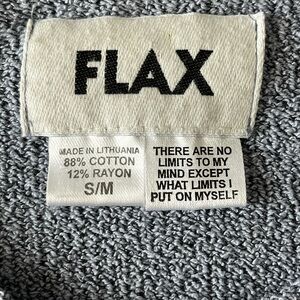 FLAX
MADE IN LITHUANIA
88% COTTON
12% RAYON
S/M
THERE ARE NO
LIMITS TO MY
MIND EXCEPT
WHAT LIMITS I
PUT ON MYSELF